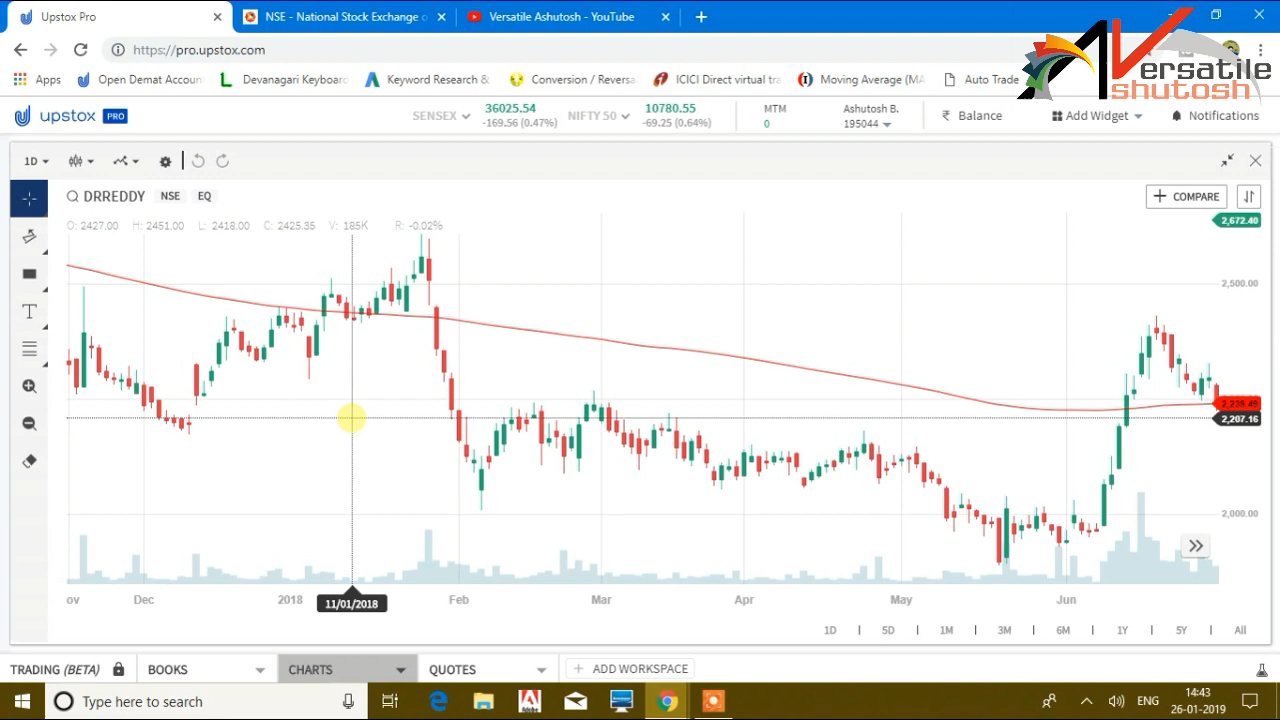 Upstox Pro
NSE - National Stock Exchange o
Versatile Ashutosh - YouTube
https://pro.upstox.com
Apps
Open Demat Accoun
Devanagari Keyboar
Keyword Research &
Conversion / Reversa
ICICI Direct virtual tra
Moving Average (MA
Auto Trade
Versatile
Ashutosh
upstox PRO
SENSEX
36025.54
-169.56 (0.47%)
NIFTY 50
10780.55
-69.25 (0.64%)
MTM
0
Ashutosh B.
195044
₹ Balance
Add Widget
Notifications
1D
DRREDDY NSE EQ
+ COMPARE
O: 2427.00 H: 2451.00 L: 2418.00 C: 2425.35 V: 185K R: -0.02%
2,672.40
2,500.00
2,239.49
2,207.16
2,000.00
ov Dec 2018 Feb Mar Apr May Jun
11/01/2018
1D 5D 1M 3M 6M 1Y 5Y All
TRADING (BETA) BOOKS CHARTS QUOTES + ADD WORKSPACE
Type here to search
ENG
14:43
26-01-2019